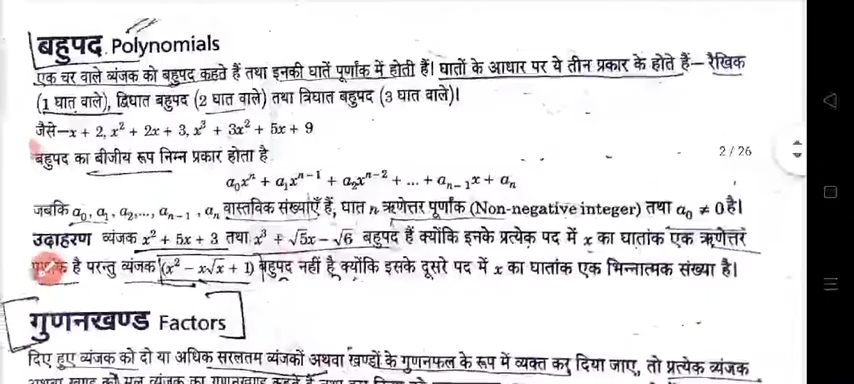 बहुपद Polynomials
एक चर वाले व्यंजक को बहुपद कहते हैं तथा इनकी घातें पूर्णांक में होती हैं। घातों के आधार पर ये तीन प्रकार के होते हैं– रैखिक
(1 घात वाले), द्विघात बहुपद (2 घात वाले) तथा त्रिघात बहुपद (3 घात वाले)।
जैसे–x + 2, x² + 2x + 3, x³ + 3x² + 5x + 9
बहुपद का बीजीय रूप निम्न प्रकार होता है
2 / 26
a₀xⁿ + a₁xⁿ⁻¹ + a₂xⁿ⁻² + ... + aₙ₋₁x + aₙ
जबकि a₀, a₁, a₂,..., aₙ₋₁, aₙ वास्तविक संख्याएँ हैं, घात n ऋणेत्तर पूर्णांक (Non-negative integer) तथा a₀ ≠ 0 है।
उदाहरण व्यंजक x² + 5x + 3 तथा x³ + √5x – √6 बहुपद हैं क्योंकि इनके प्रत्येक पद में x का घातांक एक ऋणेत्तर
है परन्तु व्यंजक (x² – x√x + 1) बहुपद नहीं है क्योंकि इसके दूसरे पद में x का घातांक एक भिन्नात्मक संख्या है।
गुणनखण्ड Factors
दिए हुए व्यंजक को दो या अधिक सरलतम व्यंजकों अथवा खण्डों के गुणनफल के रूप में व्यक्त कर दिया जाए, तो प्रत्येक व्यंजक